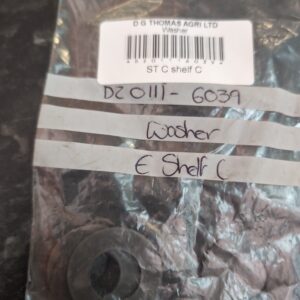 D G THOMAS AGRI LTD
Washer
ST C shelf C
DZ0111-6039
Washer
E Shelf C